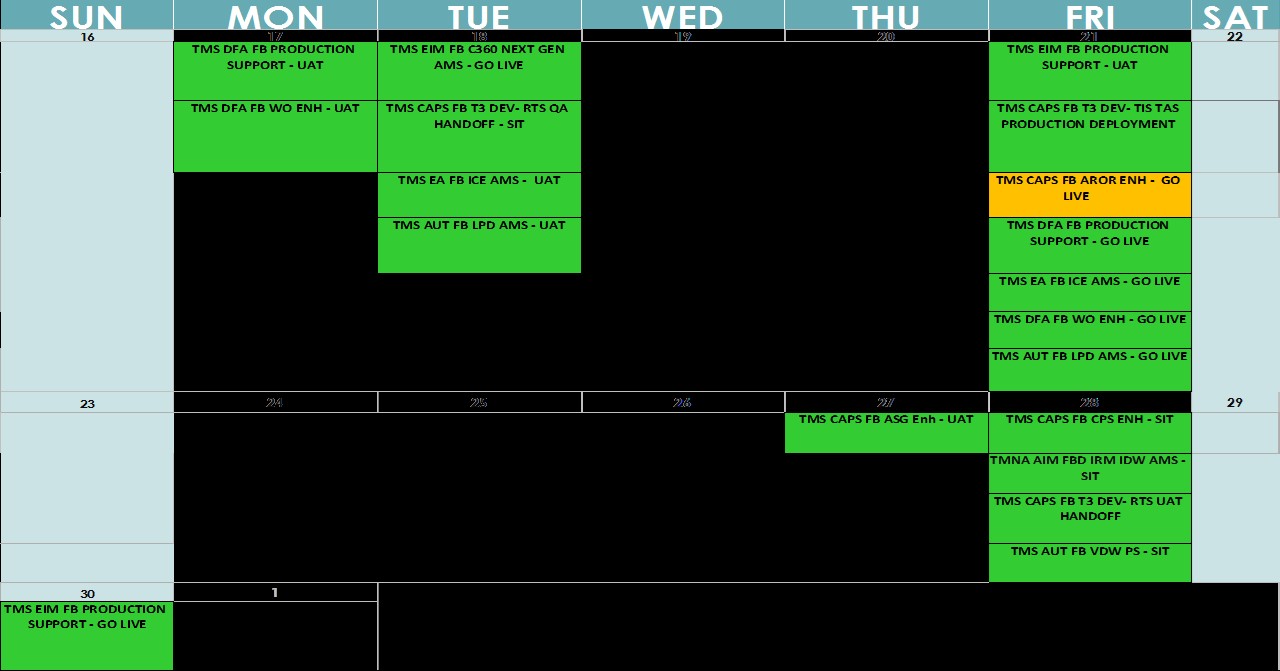 SUN MON TUE WED THU FRI SAT
16 17 18 19 20 21 22
TMS DFA FB PRODUCTION
SUPPORT - UAT
TMS EIM FB C360 NEXT GEN
AMS - GO LIVE
TMS EIM FB PRODUCTION
SUPPORT - UAT
TMS DFA FB WO ENH - UAT
TMS CAPS FB T3 DEV- RTS QA
HANDOFF - SIT
TMS CAPS FB T3 DEV- TIS TAS
PRODUCTION DEPLOYMENT
TMS EA FB ICE AMS - UAT
TMS CAPS FB AROR ENH - GO
LIVE
TMS AUT FB LPD AMS - UAT
TMS DFA FB PRODUCTION
SUPPORT - GO LIVE
TMS EA FB ICE AMS - GO LIVE
TMS DFA FB WO ENH - GO LIVE
TMS AUT FB LPD AMS - GO LIVE
23 24 25 26 27 28 29
TMS CAPS FB ASG Enh - UAT
TMS CAPS FB CPS ENH - SIT
TMNA AIM FBD IRM IDW AMS -
SIT
TMS CAPS FB T3 DEV- RTS UAT
HANDOFF
TMS AUT FB VDW PS - SIT
30 1
TMS EIM FB PRODUCTION
SUPPORT - GO LIVE